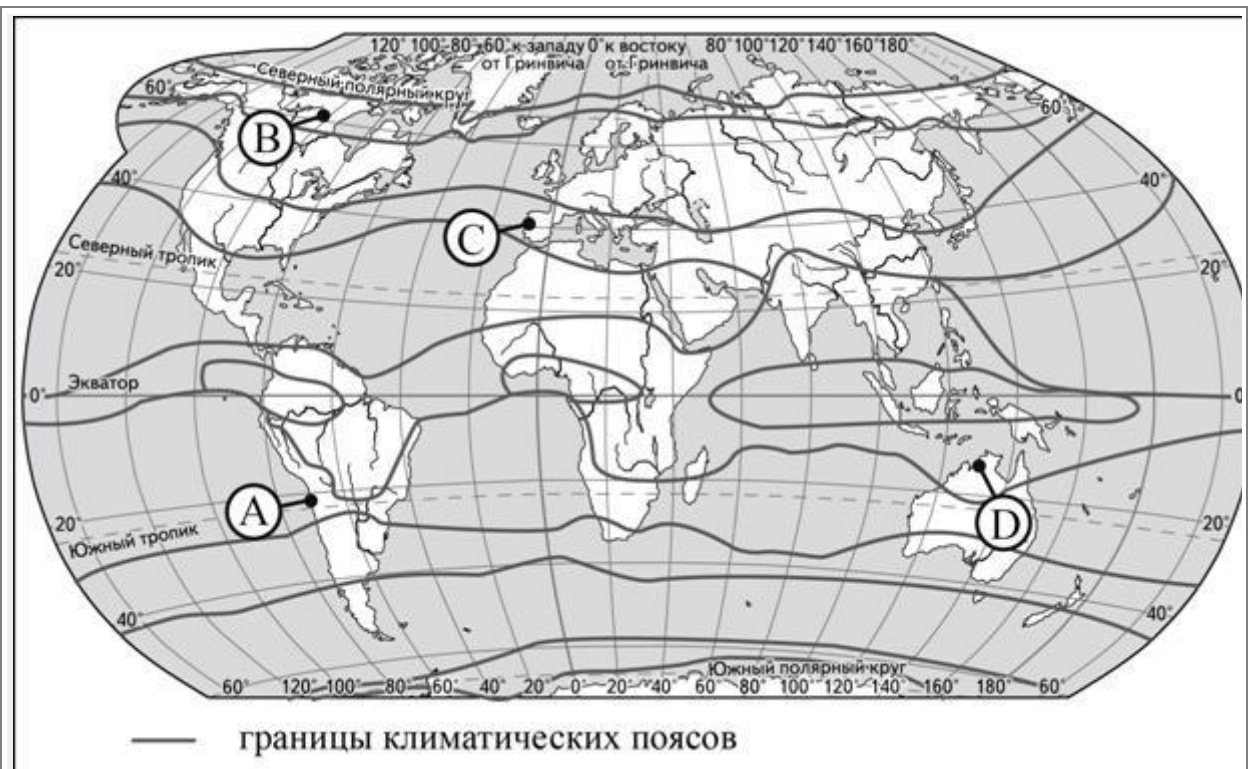 120° 100° 80° 60° к западу 0° к востоку 80° 100° 120° 140° 160° 180°
от Гринвича от Гринвича
Северный полярный круг
60° 60°
B
40° 40°
C
Северный тропик
20° 20°
Экватор
0° 0°
A
D
20° 20°
Южный тропик
40° 40°
Южный полярный круг
60° 120° 100° 80° 60° 40° 20° 0° 20° 40° 60° 80° 100° 120° 140° 160° 180° 60°
границы климатических поясов